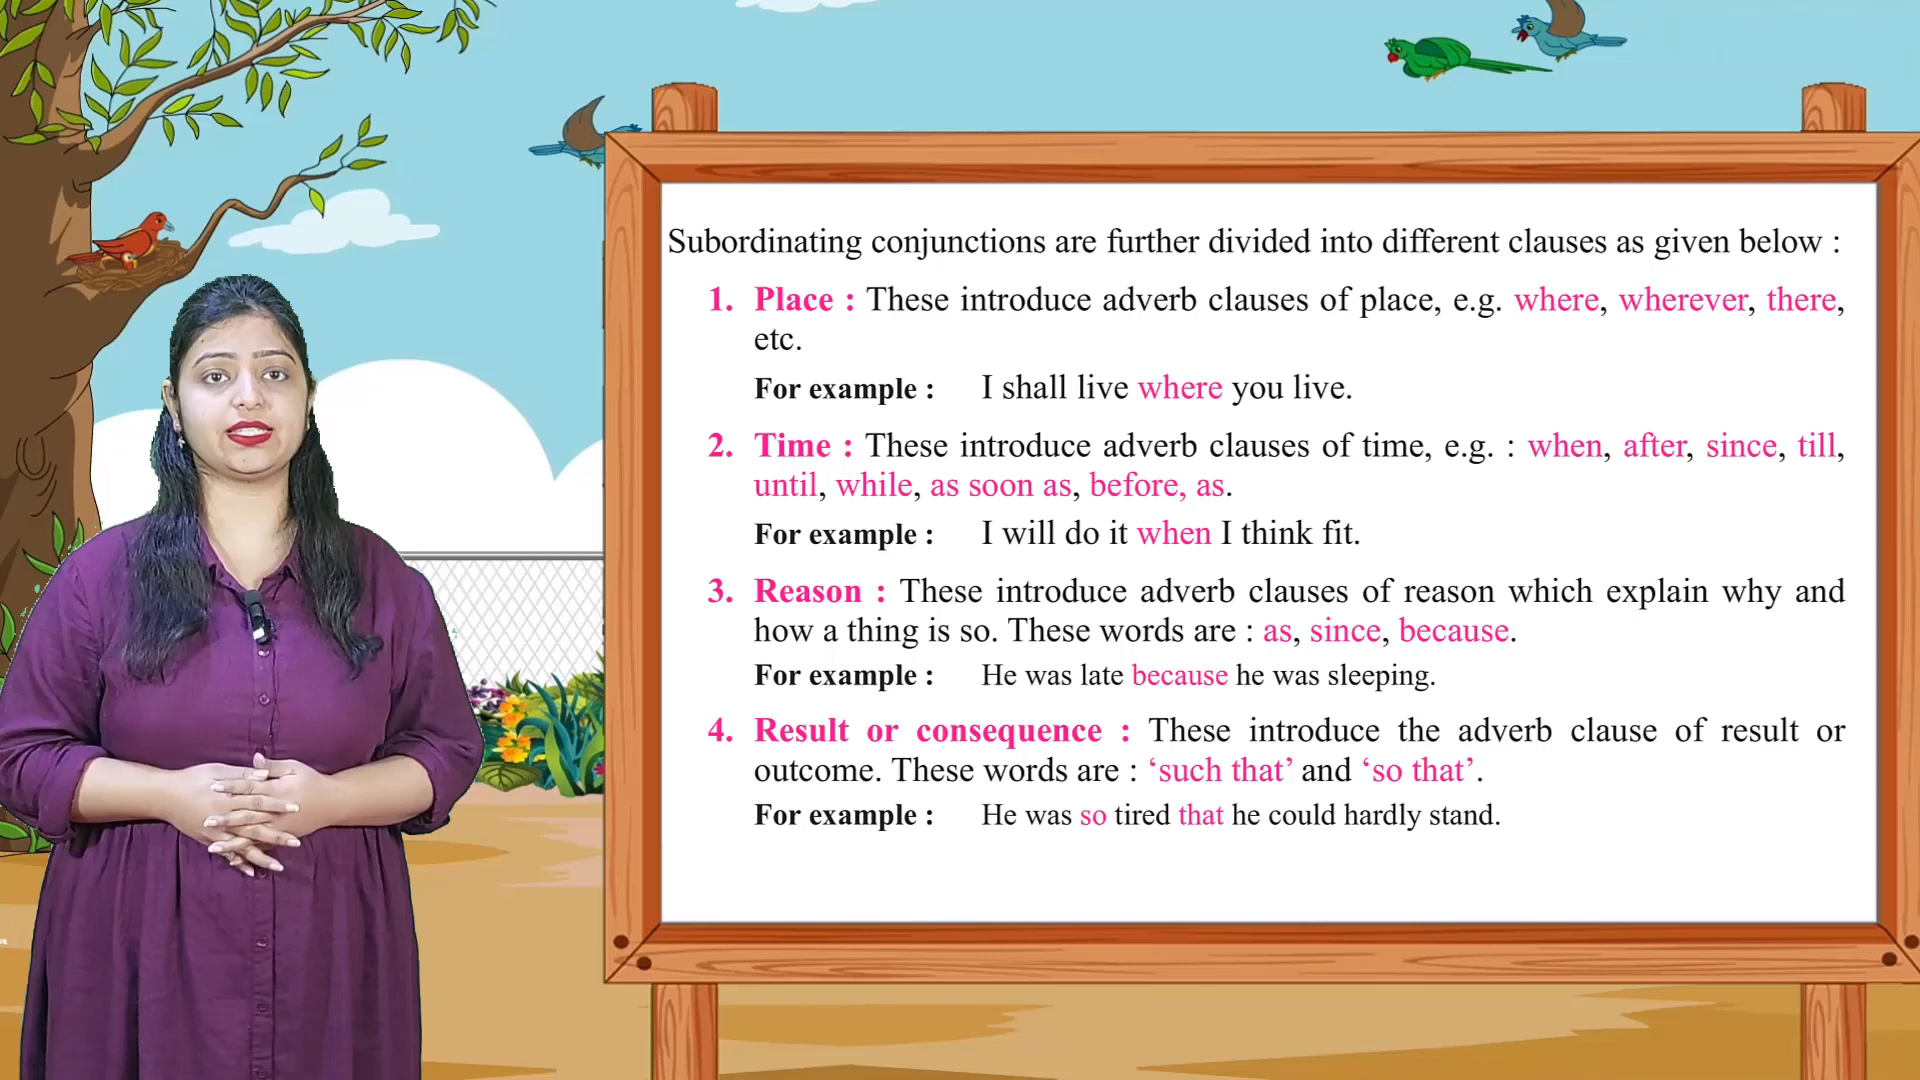 Subordinating conjunctions are further divided into different clauses as given below :
1. Place : These introduce adverb clauses of place, e.g. where, wherever, there,
etc.
For example : I shall live where you live.
2. Time : These introduce adverb clauses of time, e.g. : when, after, since, till,
until, while, as soon as, before, as.
For example : I will do it when I think fit.
3. Reason : These introduce adverb clauses of reason which explain why and
how a thing is so. These words are : as, since, because.
For example : He was late because he was sleeping.
4. Result or consequence : These introduce the adverb clause of result or
outcome. These words are : ‘such that’ and ‘so that’.
For example : He was so tired that he could hardly stand.